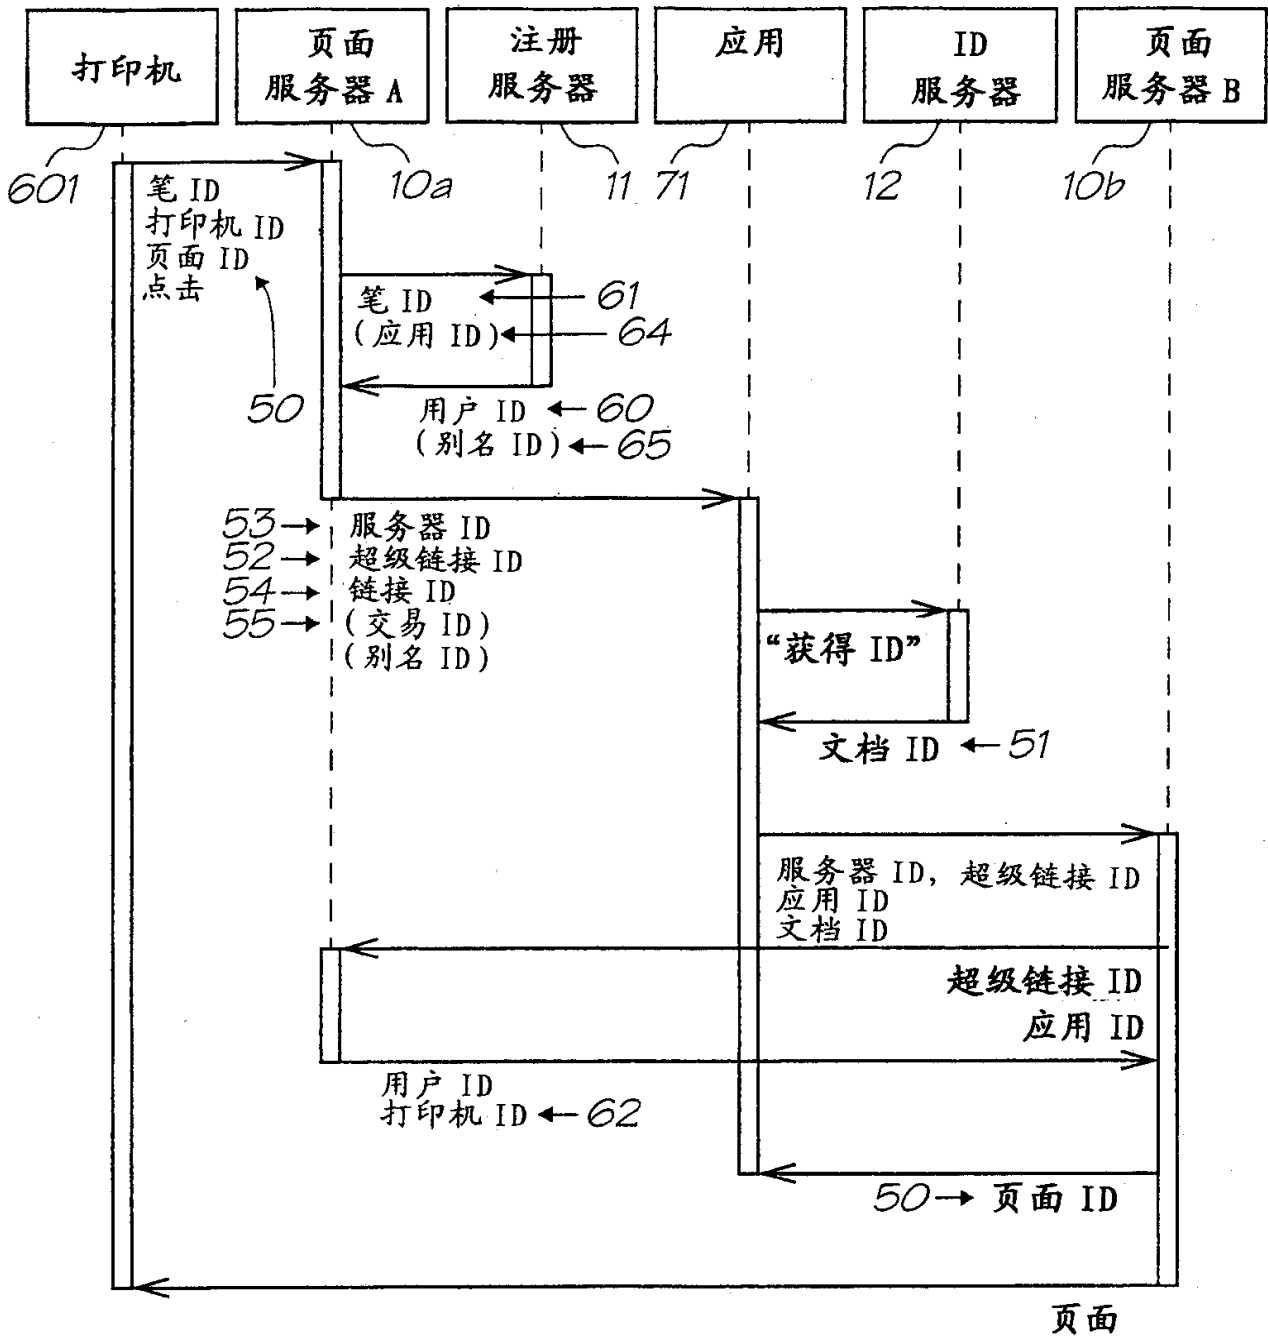 打印机
页面
服务器 A
注册
服务器
应用
ID
服务器
页面
服务器 B
601
10a
11
71
12
10b
笔 ID
打印机 ID
页面 ID
点击
50
笔 ID
61
(应用 ID)
64
用户 ID
60
(别名 ID)
65
53
服务器 ID
52
超级链接 ID
54
链接 ID
55
(交易 ID)
(别名 ID)
“获得 ID”
文档 ID
51
服务器 ID, 超级链接 ID
应用 ID
文档 ID
超级链接 ID
应用 ID
用户 ID
打印机 ID
62
50
页面 ID
页面